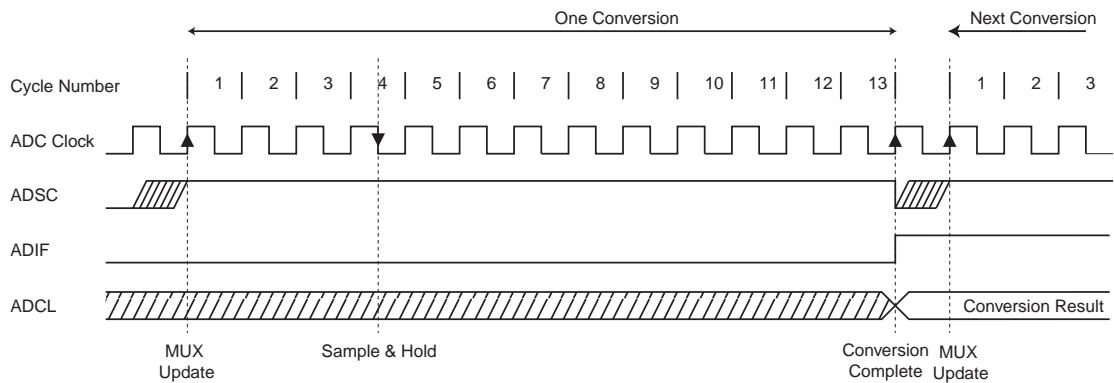 One Conversion
Next Conversion
Cycle Number 1 2 3 4 5 6 7 8 9 10 11 12 13 1 2 3
ADC Clock
ADSC
ADIF
ADCL
Conversion Result
MUX
Update
Sample & Hold
Conversion
Complete
MUX
Update